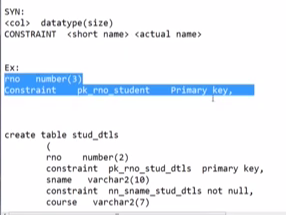 SYN:
<col> datatype(size)
CONSTRAINT <short name> <actual name>
Ex:
rno number(3)
Constraint pk_rno_student Primary key,
create table stud_dtls
(
rno number(2)
constraint pk_rno_stud_dtls primary key,
sname varchar2(10)
constraint nn_sname_stud_dtls not null,
course varchar2(7)